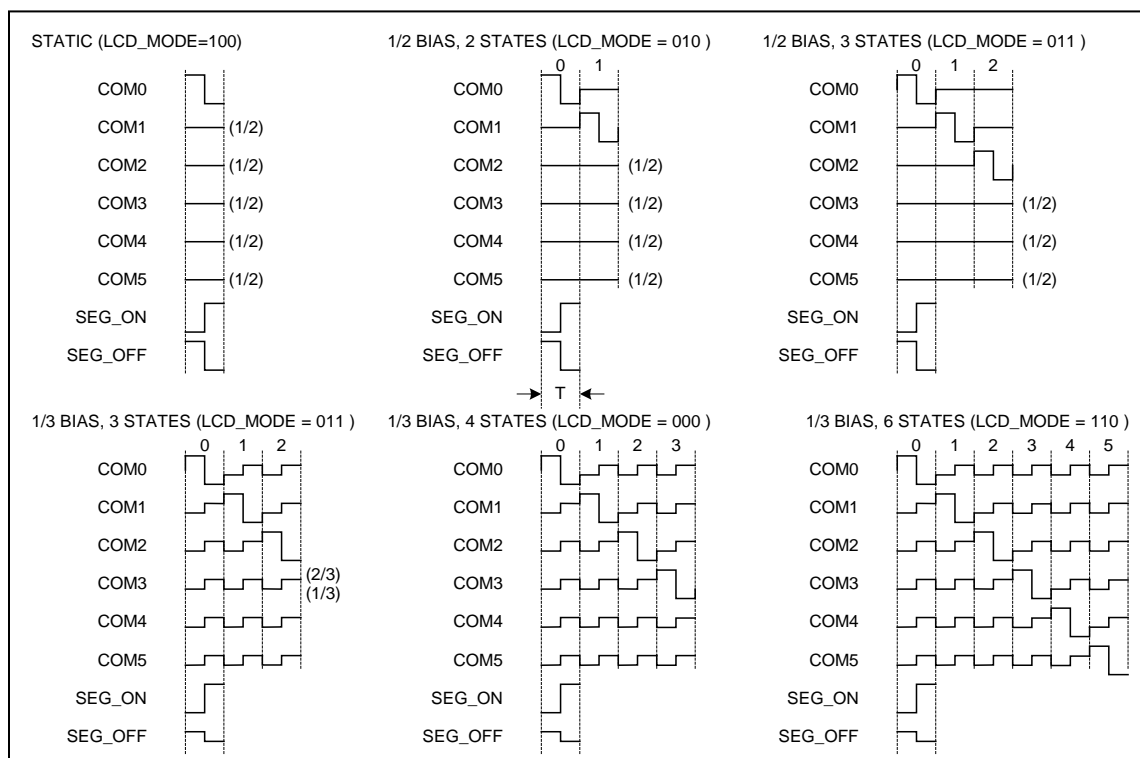 STATIC (LCD_MODE=100)
COM0
COM1 (1/2)
COM2 (1/2)
COM3 (1/2)
COM4 (1/2)
COM5 (1/2)
SEG_ON
SEG_OFF
1/2 BIAS, 2 STATES (LCD_MODE = 010 )
0 1
COM0
COM1
COM2 (1/2)
COM3 (1/2)
COM4 (1/2)
COM5 (1/2)
SEG_ON
SEG_OFF
T
1/2 BIAS, 3 STATES (LCD_MODE = 011 )
0 1 2
COM0
COM1
COM2
COM3 (1/2)
COM4 (1/2)
COM5 (1/2)
SEG_ON
SEG_OFF
1/3 BIAS, 3 STATES (LCD_MODE = 011 )
0 1 2
COM0
COM1
COM2
(2/3)
COM3
(1/3)
COM4
COM5
SEG_ON
SEG_OFF
1/3 BIAS, 4 STATES (LCD_MODE = 000 )
0 1 2 3
COM0
COM1
COM2
COM3
COM4
COM5
SEG_ON
SEG_OFF
1/3 BIAS, 6 STATES (LCD_MODE = 110 )
0 1 2 3 4 5
COM0
COM1
COM2
COM3
COM4
COM5
SEG_ON
SEG_OFF